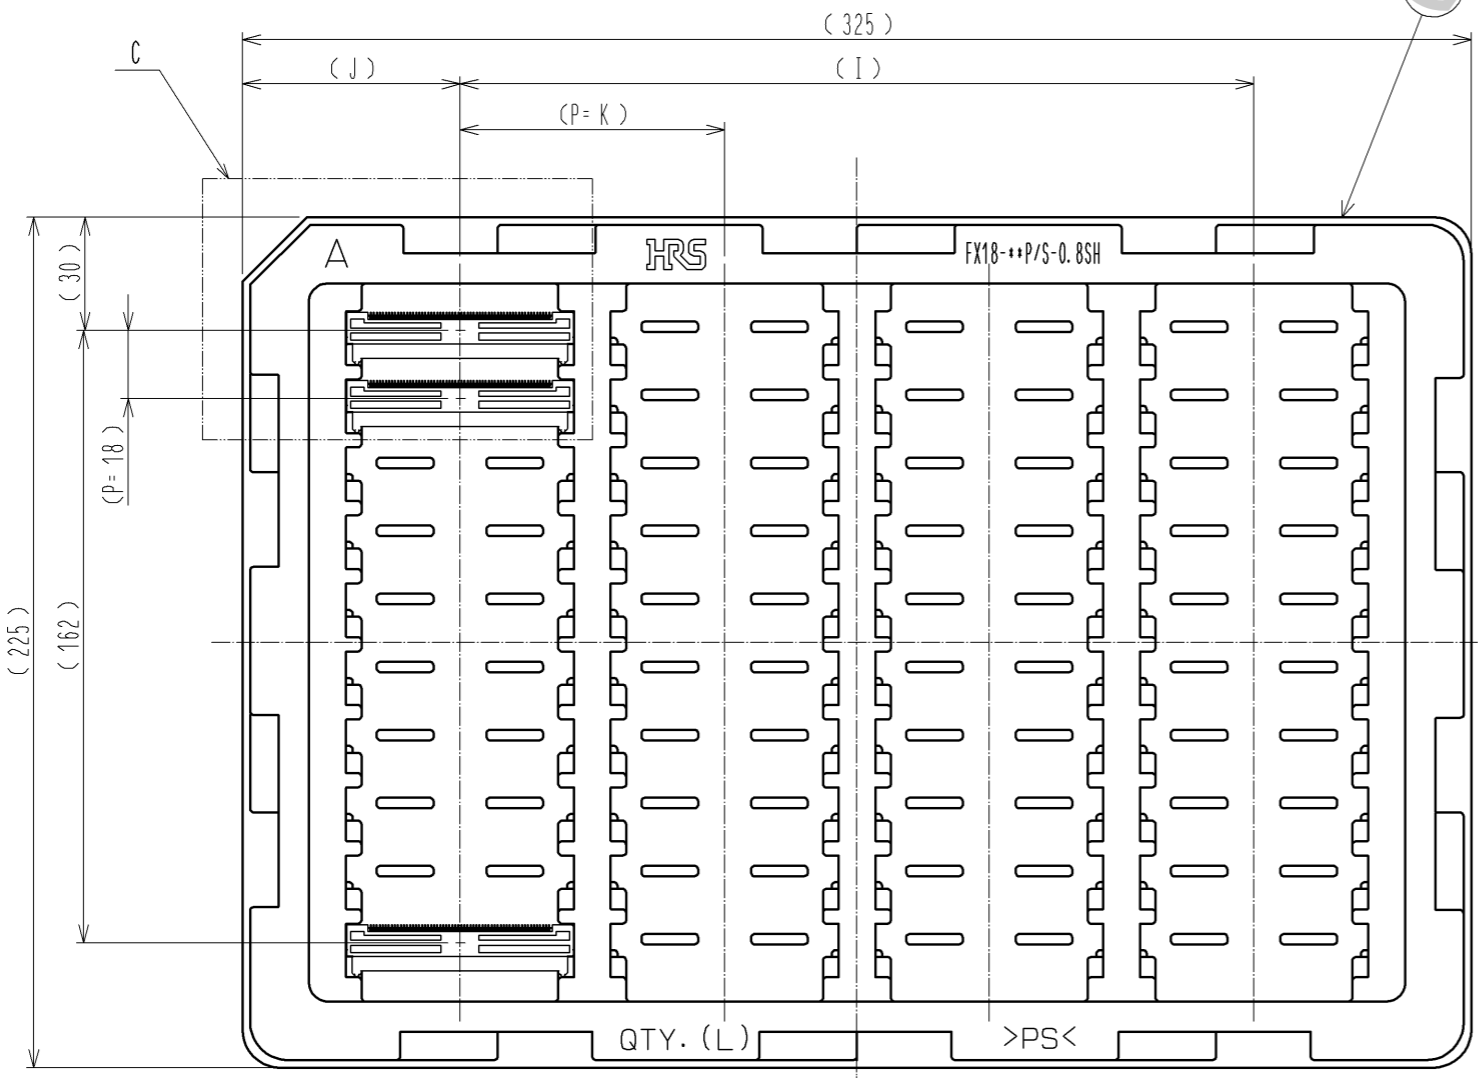 ( 325 )
C
( J )
( I )
(P= K )
A
HRS
FX18-**P/S-0.8SH
( 30 )
(P= 18 )
( 162 )
( 225 )
QTY. (L)
>PS<